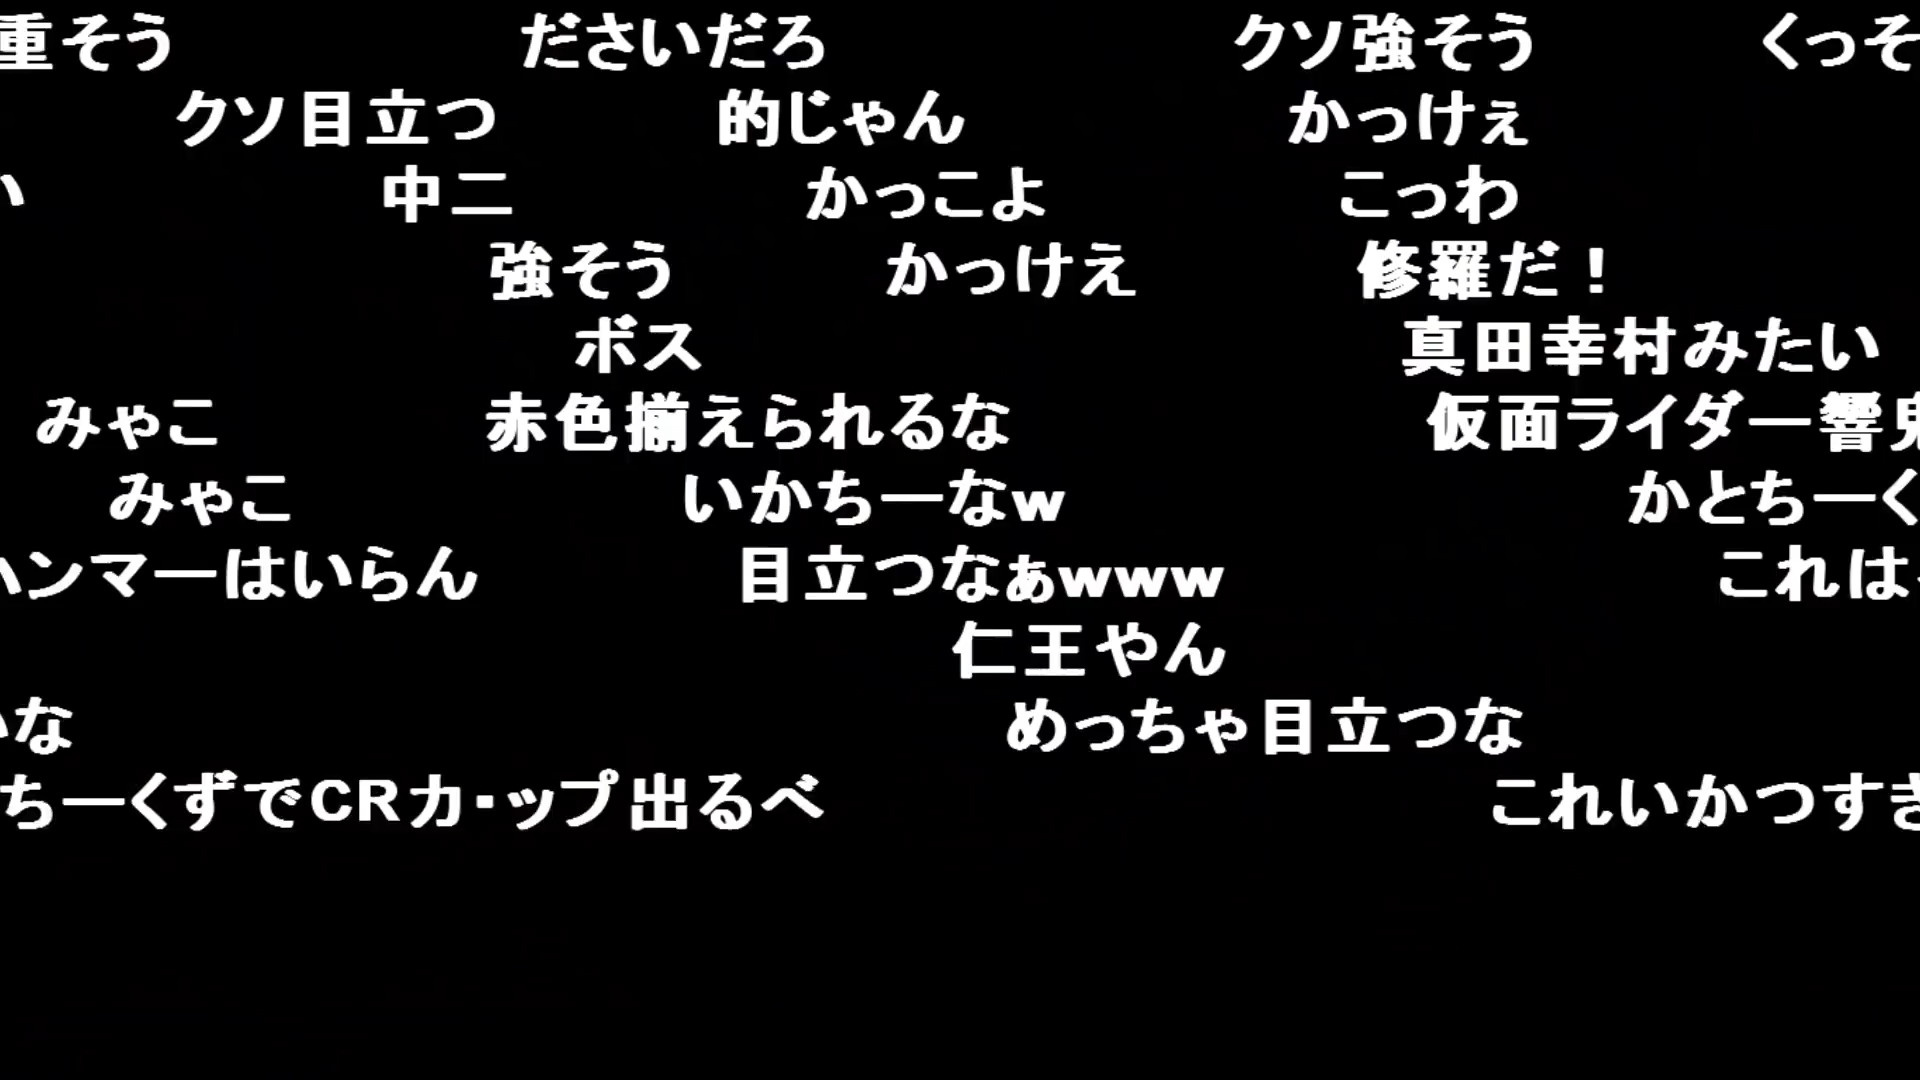 重そう ださいだろ クソ強そう くっそ
クソ目立つ 的じゃん かっけぇ
い 中二 かっこよ こっわ
強そう かっけえ 修羅だ！
ボス 真田幸村みたい
みゃこ 赤色揃えられるな 仮面ライダー響鬼
みゃこ いかちーなw かとちーく
ハンマーはいらん 目立つなぁwww これは
仁王やん
いな めっちゃ目立つな
ちーくずでCRカ・ップ出るべ これいかつすぎ